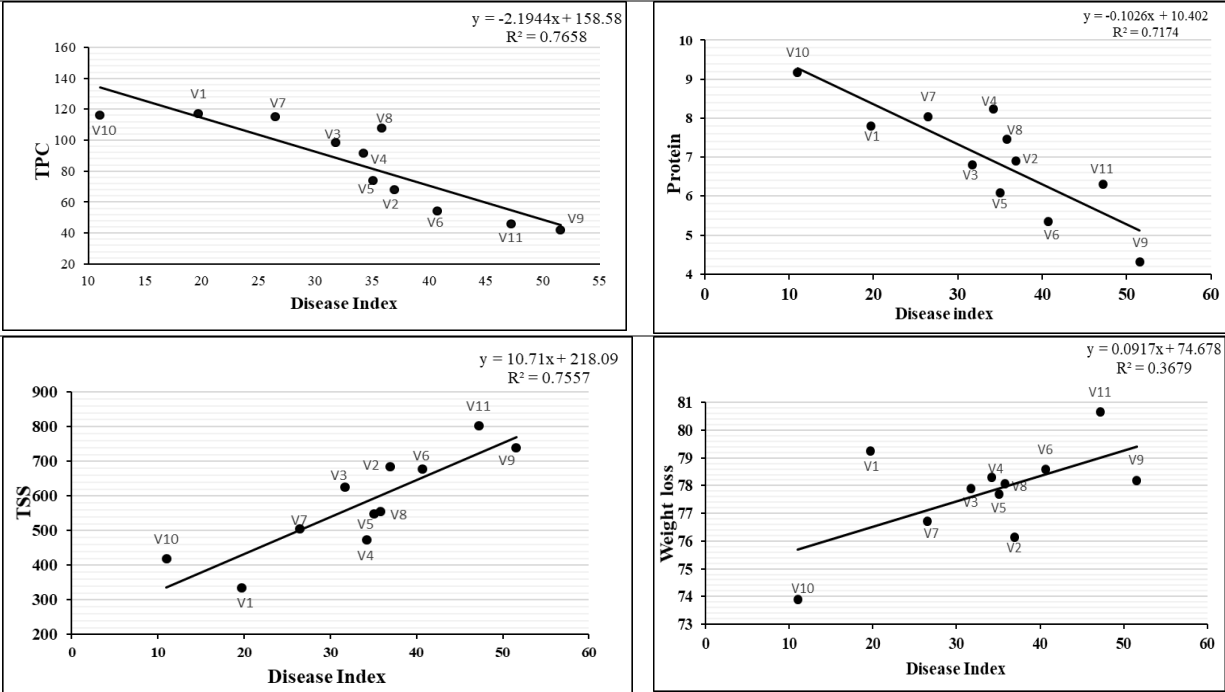 y = -2.1944x + 158.58
R² = 0.7658
160
140
120
100
80
60
40
20
TPC
V10
V1
V7
V3
V8
V4
V5
V2
V6
V11
V9
10
15
20
25
30
35
40
45
50
55
Disease Index
y = -0.1026x + 10.402
R² = 0.7174
10
9
8
7
6
5
4
Protein
V10
V1
V7
V4
V8
V3
V2
V5
V11
V6
V9
0
10
20
30
40
50
60
Disease index
y = 10.71x + 218.09
R² = 0.7557
900
800
700
600
500
400
300
200
TSS
V10
V1
V7
V3
V2
V6
V11
V9
V5
V8
V4
0
10
20
30
40
50
60
Disease Index
y = 0.0917x + 74.678
R² = 0.3679
81
80
79
78
77
76
75
74
73
Weight loss
V10
V1
V7
V3
V4
V8
V5
V2
V6
V11
V9
0
10
20
30
40
50
60
Disease Index